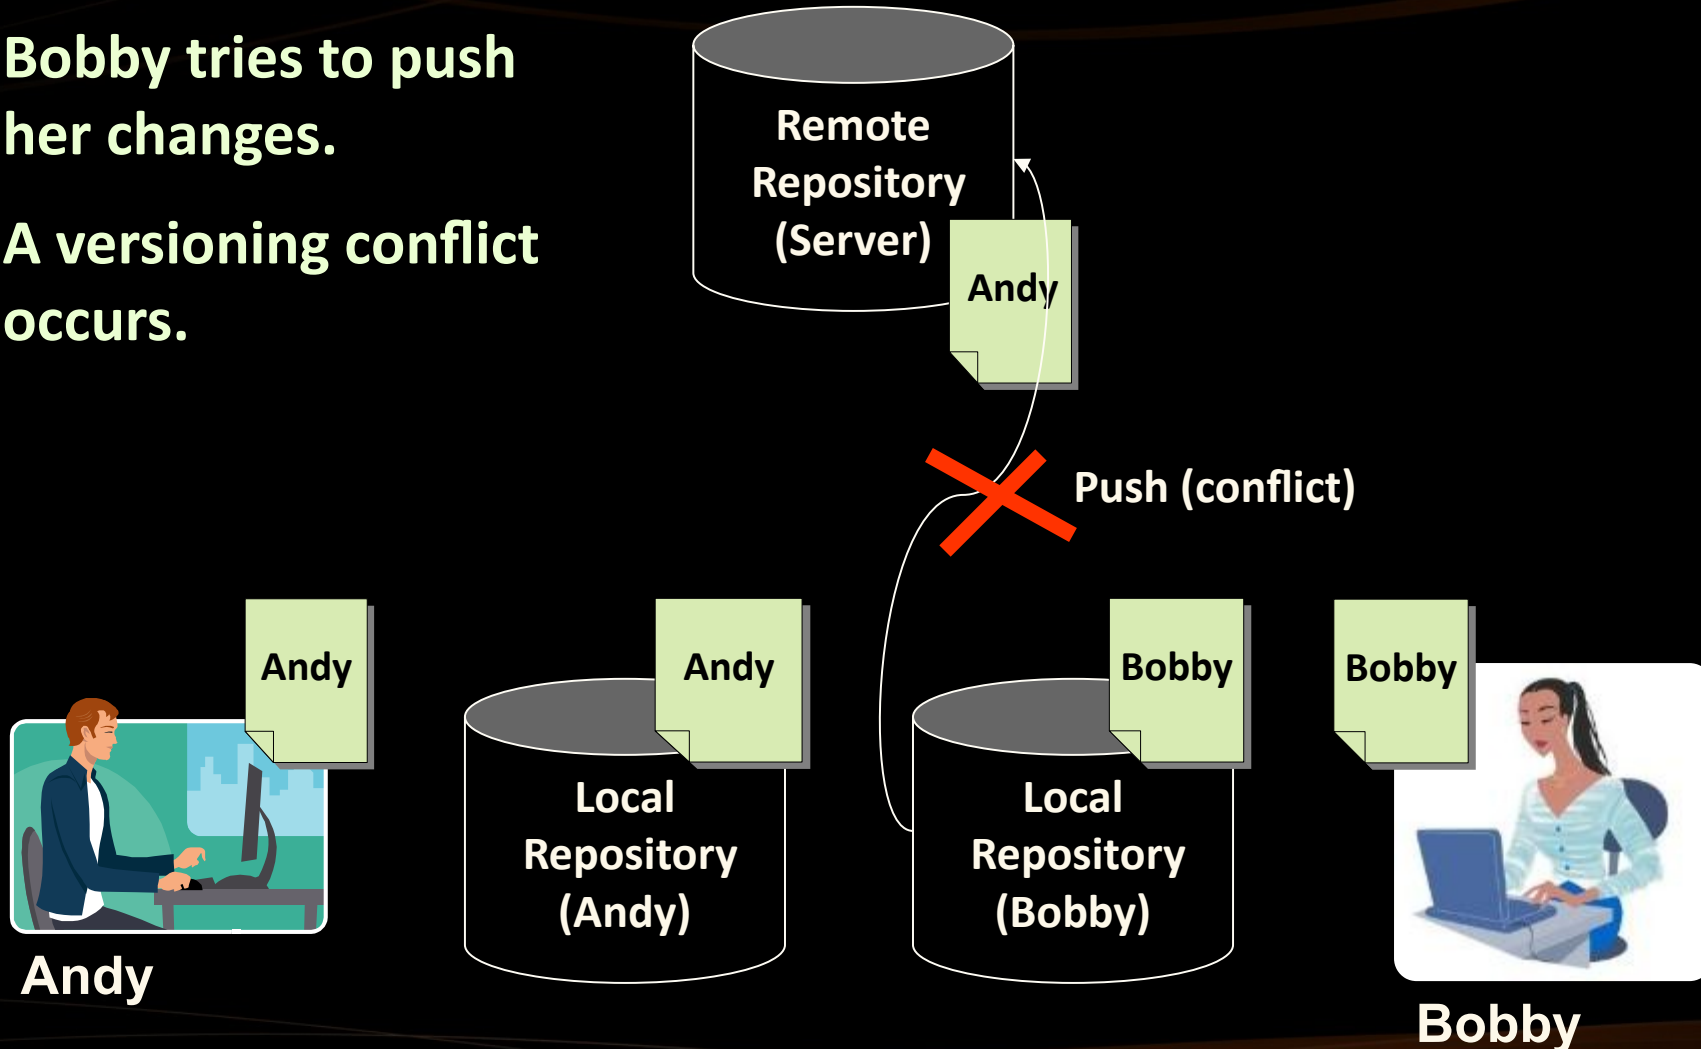 Bobby tries to push
her changes.
A versioning conflict
occurs.
Remote
Repository
(Server)
Andy
Push (conflict)
Andy
Andy
Bobby
Bobby
Local
Repository
(Andy)
Local
Repository
(Bobby)
Andy
Bobby